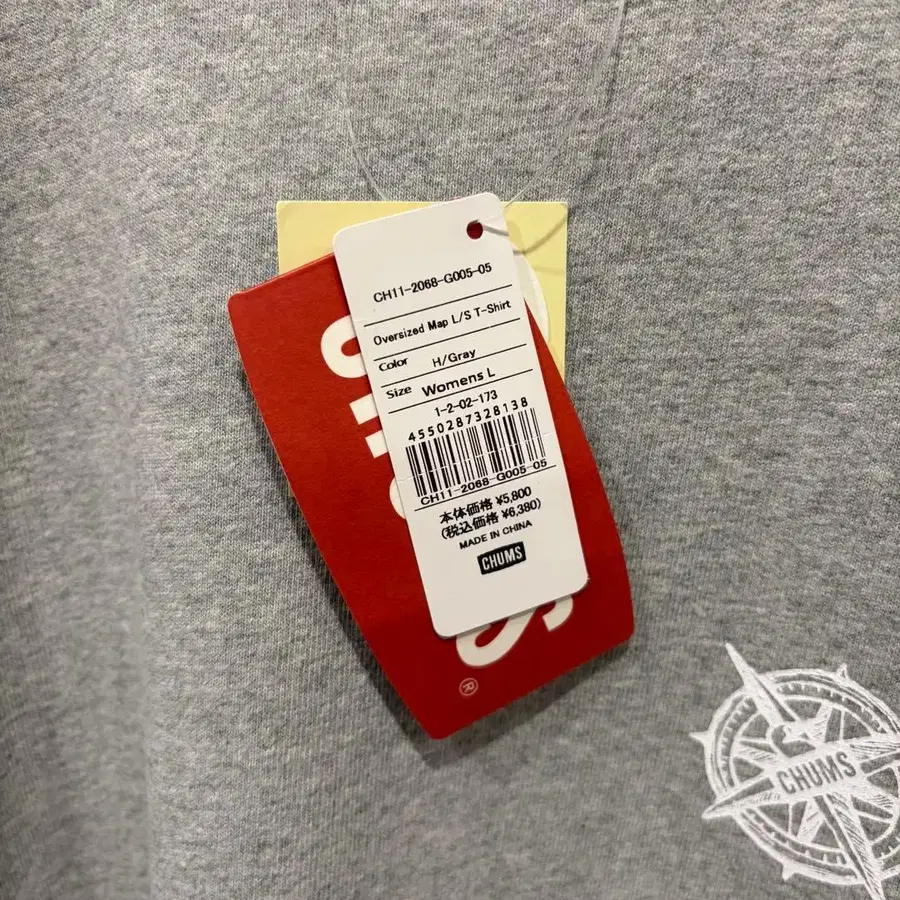 CH11-2068-G005-05
Oversized Map L/S T-Shirt
Color H/Gray
Size Womens L
1-2-02-173
4550287328138
CH11-2068-G005-05
本体価格 ¥5,800
(税込価格 ¥6,380)
MADE IN CHINA
CHUMS
®
CHUMS